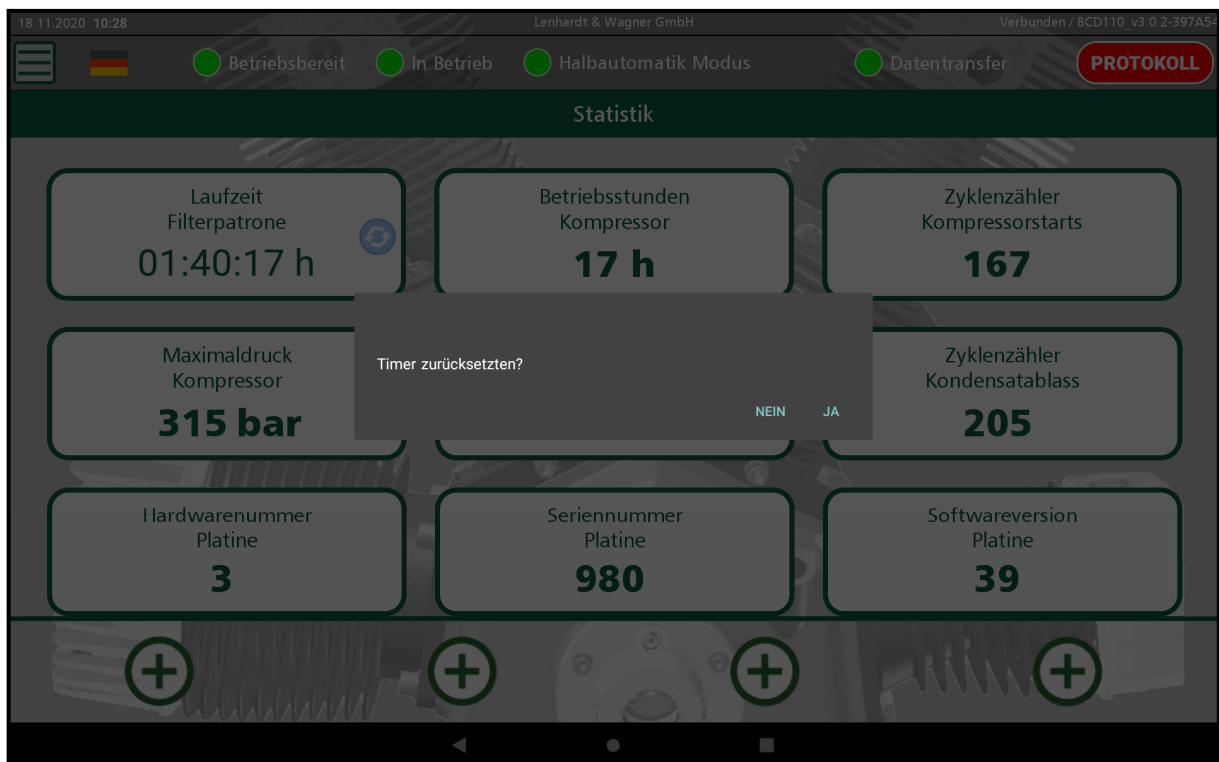 18.11.2020 10:28
Lenhardt & Wagner GmbH
Verbunden / BCD110_v3.0.2-397A54
Betriebsbereit
In Betrieb
Halbautomatik Modus
Datentransfer
PROTOKOLL
Statistik
Laufzeit
Filterpatrone
01:40:17 h
Betriebsstunden
Kompressor
17 h
Zyklenzähler
Kompressorstarts
167
Maximaldruck
Kompressor
315 bar
Timer zurücksetzten?
NEIN
JA
Zyklenzähler
Kondensatablass
205
Hardwarenummer
Platine
3
Seriennummer
Platine
980
Softwareversion
Platine
39